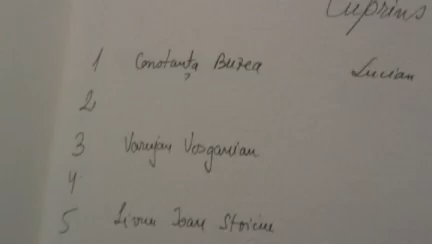 Cuprins
1 Constanța Buzea
Lucian
2
3 Varujan Vosganian
4
5 Liviu Ioan Stoiciu